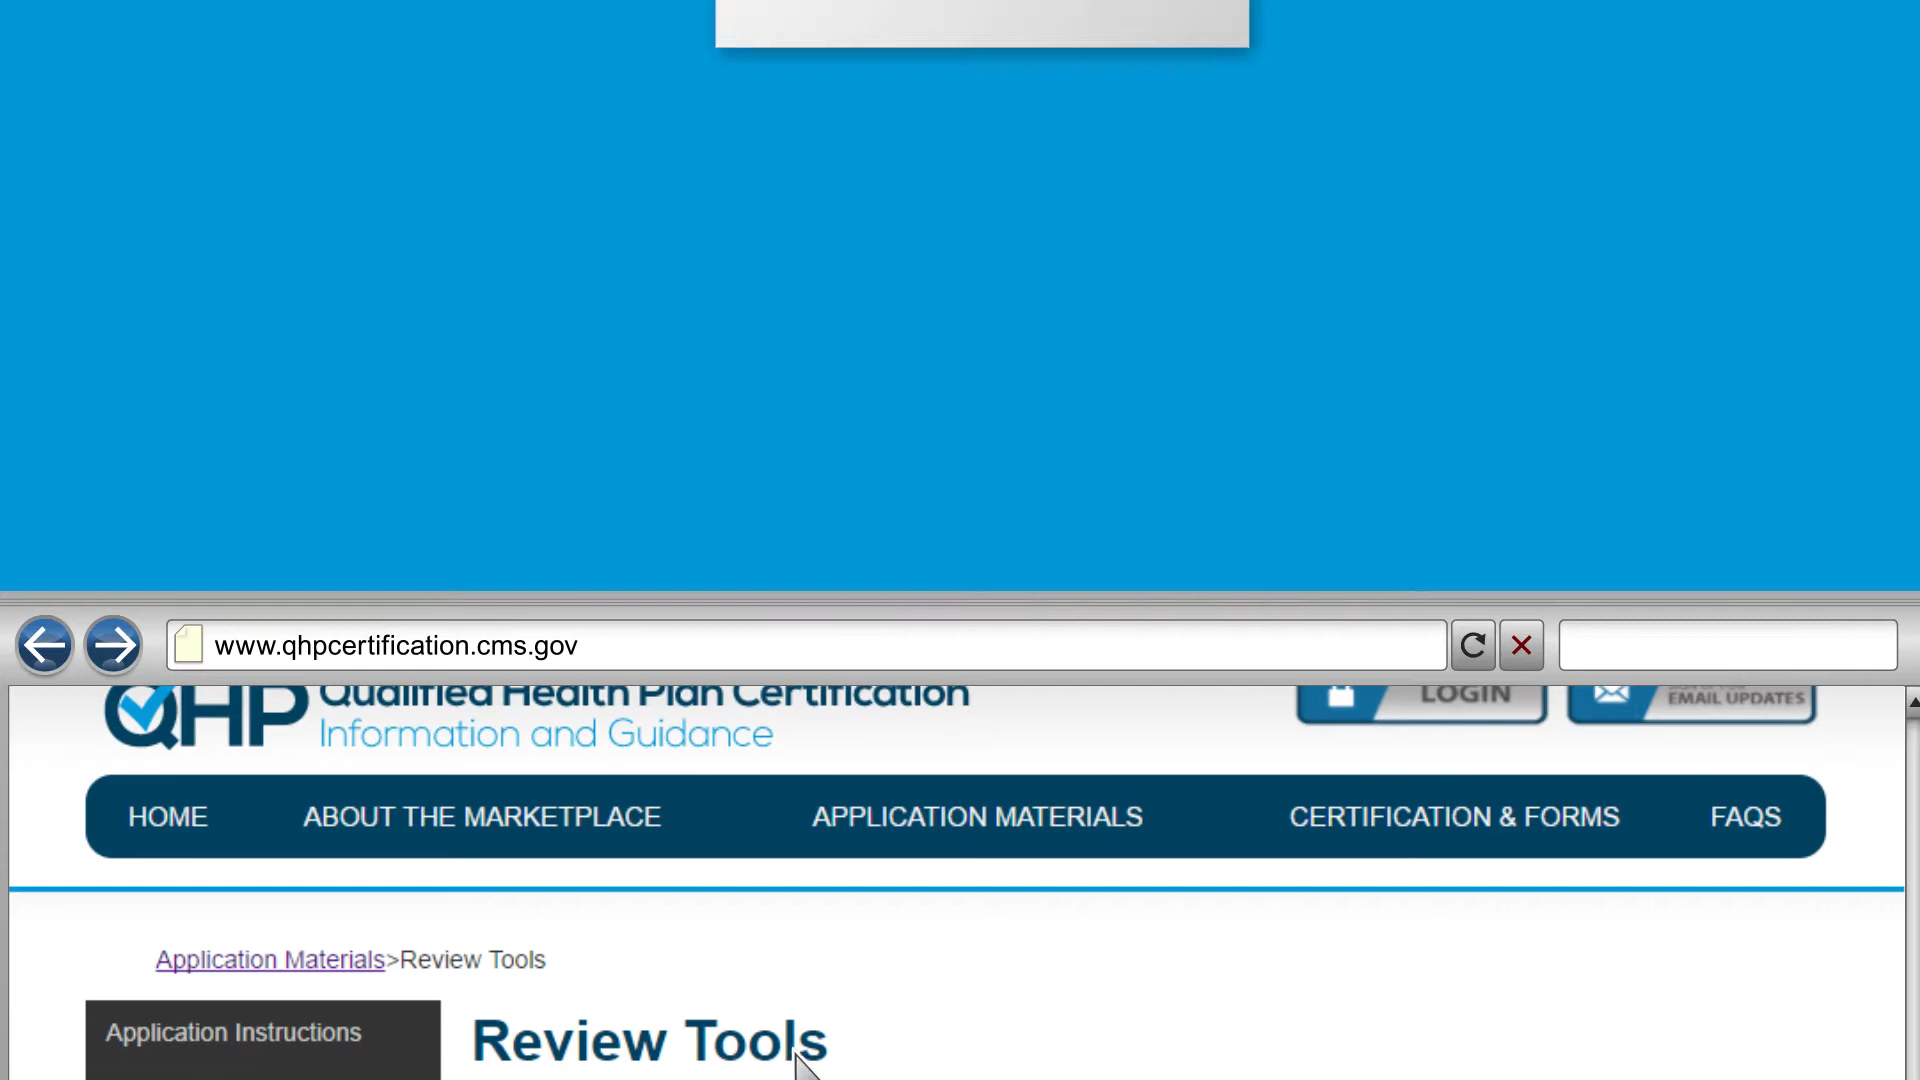 www.qhpcertification.cms.gov
QHP Qualified Health Plan Certification
Information and Guidance
LOGIN
EMAIL UPDATES
HOME ABOUT THE MARKETPLACE APPLICATION MATERIALS CERTIFICATION & FORMS FAQS
Application Materials>Review Tools
Application Instructions
Review Tools